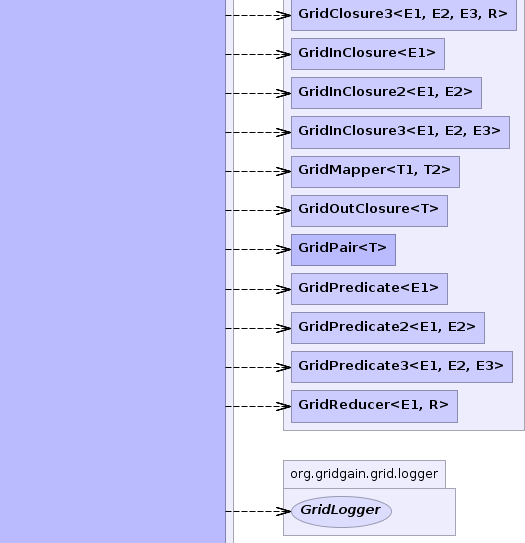 GridClosure3<E1, E2, E3, R>
GridInClosure<E1>
GridInClosure2<E1, E2>
GridInClosure3<E1, E2, E3>
GridMapper<T1, T2>
GridOutClosure<T>
GridPair<T>
GridPredicate<E1>
GridPredicate2<E1, E2>
GridPredicate3<E1, E2, E3>
GridReducer<E1, R>
org.gridgain.grid.logger
GridLogger